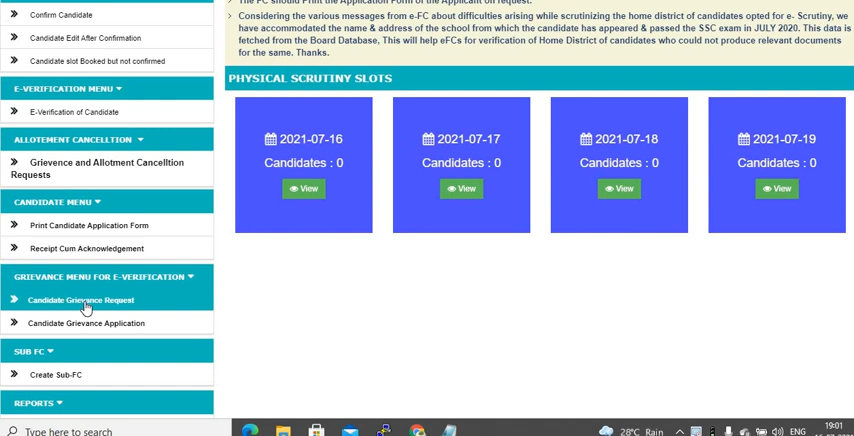 Confirm Candidate
Candidate Edit After Confirmation
Candidate slot Booked but not confirmed
E-VERIFICATION MENU
E-Verification of Candidate
ALLOTEMENT CANCELLTION
Grievence and Allotment Cancelltion
Requests
CANDIDATE MENU
Print Candidate Application Form
Receipt Cum Acknowledgement
GRIEVANCE MENU FOR E-VERIFICATION
Candidate Grievance Request
Candidate Grievance Application
SUB FC
Create Sub-FC
REPORTS
The FC should Print the Application Form of the Applicant on request.
Considering the various messages from e-FC about difficulties arising while scrutinizing the home district of candidates opted for e- Scrutiny, we
have accommodated the name & address of the school from which the candidate has appeared & passed the SSC exam in JULY 2020. This data is
fetched from the Board Database, This will help eFCs for verification of Home District of candidates who could not produce relevant documents
for the same. Thanks.
PHYSICAL SCRUTINY SLOTS
2021-07-16
Candidates : 0
View
2021-07-17
Candidates : 0
View
2021-07-18
Candidates : 0
View
2021-07-19
Candidates : 0
View
Type here to search
28°C Rain
ENG
19:01